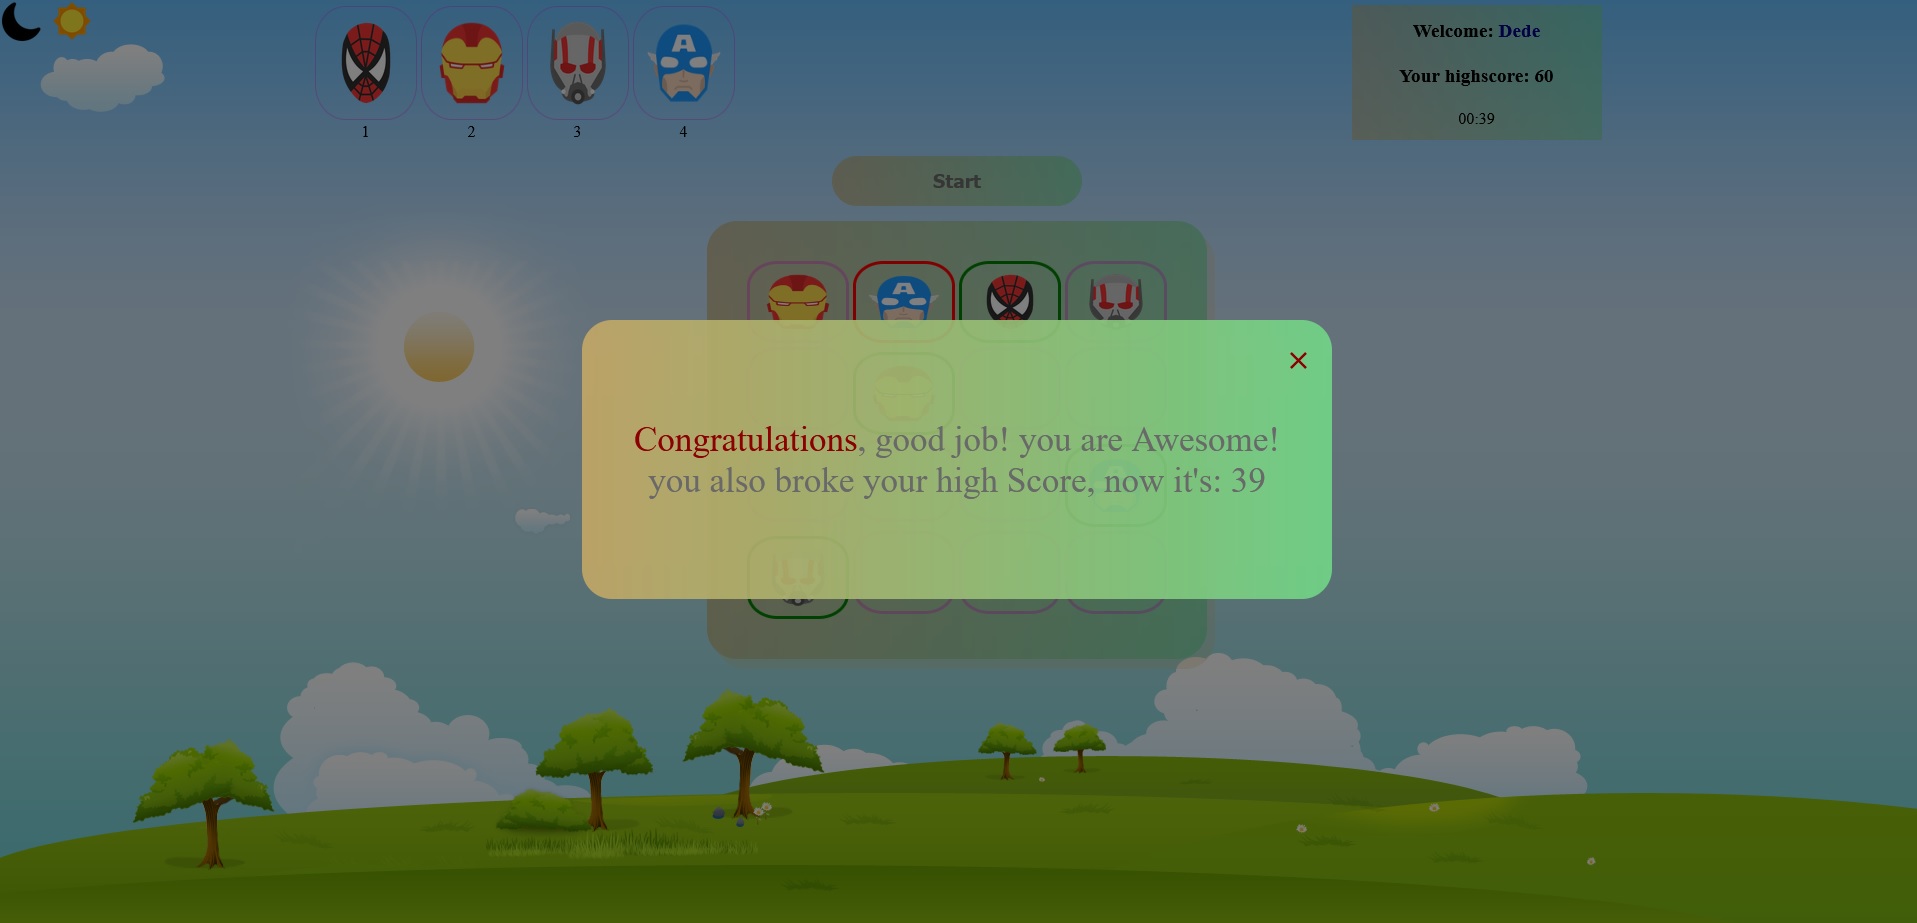 1
2
3
4
Welcome: Dede
Your highscore: 60
00:39
Start
A
A
Congratulations, good job! you are Awesome!
you also broke your high Score, now it's: 39